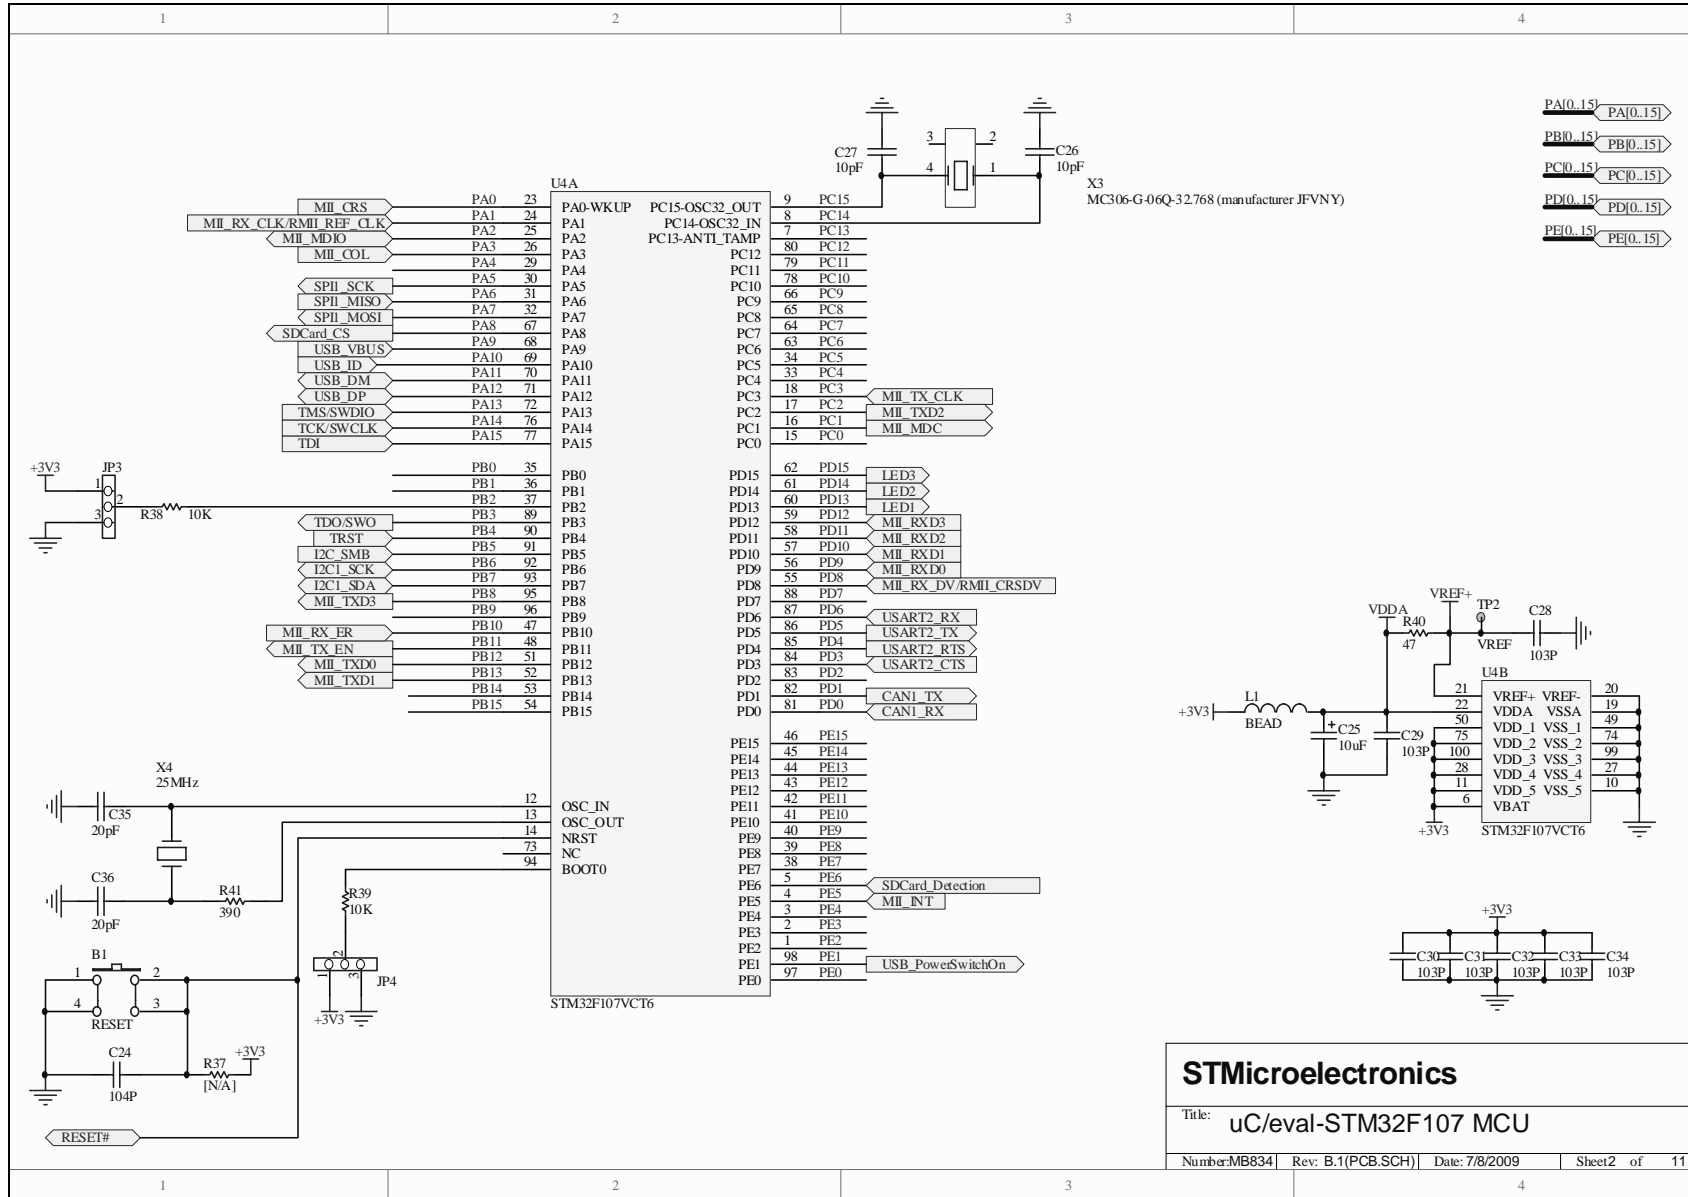 1 2 3 4
PA[0..15] PA[0..15]
PB[0..15] PB[0..15]
PC[0..15] PC[0..15]
PD[0..15] PD[0..15]
PE[0..15] PE[0..15]
C27
10pF
3 2
4 1
C26
10pF
X3
MC306-G-06Q-32.768 (manufacturer JFVNY)
U4A
MII_CRS PA0 23 PA0-WKUP
MII_RX_CLK/RMII_REF_CLK PA1 24 PA1
MII_MDIO PA2 25 PA2
MII_COL PA3 26 PA3
PA4 29 PA4
SPI1_SCK PA5 30 PA5
SPI1_MISO PA6 31 PA6
SPI1_MOSI PA7 32 PA7
SDCard_CS PA8 67 PA8
USB_VBUS PA9 68 PA9
USB_ID PA10 69 PA10
USB_DM PA11 70 PA11
USB_DP PA12 71 PA12
TMS/SWDIO PA13 72 PA13
TCK/SWCLK PA14 76 PA14
TDI PA15 77 PA15
PB0 35 PB0
PB1 36 PB1
PB2 37 PB2
TDO/SWO PB3 89 PB3
TRST PB4 90 PB4
I2C_SMB PB5 91 PB5
I2C1_SCK PB6 92 PB6
I2C1_SDA PB7 93 PB7
MII_TXD3 PB8 95 PB8
PB9 96 PB9
MII_RX_ER PB10 47 PB10
MII_TX_EN PB11 48 PB11
MII_TXD0 PB12 51 PB12
MII_TXD1 PB13 52 PB13
PB14 53 PB14
PB15 54 PB15
12 OSC_IN
13 OSC_OUT
14 NRST
73 NC
94 BOOT0
PC15-OSC32_OUT 9 PC15
PC14-OSC32_IN 8 PC14
PC13-ANTI_TAMP 7 PC13
PC12 80 PC12
PC11 79 PC11
PC10 78 PC10
PC9 66 PC9
PC8 65 PC8
PC7 64 PC7
PC6 63 PC6
PC5 34 PC5
PC4 33 PC4
PC3 18 PC3 MII_TX_CLK
PC2 17 PC2 MII_TXD2
PC1 16 PC1 MII_MDC
PC0 15 PC0
PD15 62 PD15 LED3
PD14 61 PD14 LED2
PD13 60 PD13 LED1
PD12 59 PD12 MII_RXD3
PD11 58 PD11 MII_RXD2
PD10 57 PD10 MII_RXD1
PD9 56 PD9 MII_RXD0
PD8 55 PD8 MII_RX_DV/RMII_CRSDV
PD7 88 PD7
PD6 87 PD6 USART2_RX
PD5 86 PD5 USART2_TX
PD4 85 PD4 USART2_RTS
PD3 84 PD3 USART2_CTS
PD2 83 PD2
PD1 82 PD1 CAN1_TX
PD0 81 PD0 CAN1_RX
PE15 46 PE15
PE14 45 PE14
PE13 44 PE13
PE12 43 PE12
PE11 42 PE11
PE10 41 PE10
PE9 40 PE9
PE8 39 PE8
PE7 38 PE7
PE6 5 PE6 SDCard_Detection
PE5 4 PE5 MII_INT
PE4 3 PE4
PE3 2 PE3
PE2 1 PE2
PE1 98 PE1 USB_PowerSwitchOn
PE0 97 PE0
STM32F107VCT6
+3V3 JP3
1
2
3
R38 10K
X4
25MHz
C35
20pF
C36
20pF
R41
390
R39
10K
JP4
1 2 3
+3V3
B1
1 2
4 3
RESET
C24
104P
R37
[N/A]
+3V3
RESET#
VDDA
VREF+
TP2
R40
47
VREF
C28
103P
L1
+3V3
BEAD
+
C25
10uF
C29
103P
U4B
21 VREF+ VREF- 20
22 VDDA VSSA 19
50 VDD_1 VSS_1 49
75 VDD_2 VSS_2 74
100 VDD_3 VSS_3 99
28 VDD_4 VSS_4 27
11 VDD_5 VSS_5 10
6 VBAT
+3V3
STM32F107VCT6
+3V3
C30 C31 C32 C33 C34
103P 103P 103P 103P 103P
STMicroelectronics
Title: uC/eval-STM32F107 MCU
Number:MB834 Rev: B.1(PCB.SCH) Date: 7/8/2009 Sheet2 of 11
1 2 3 4